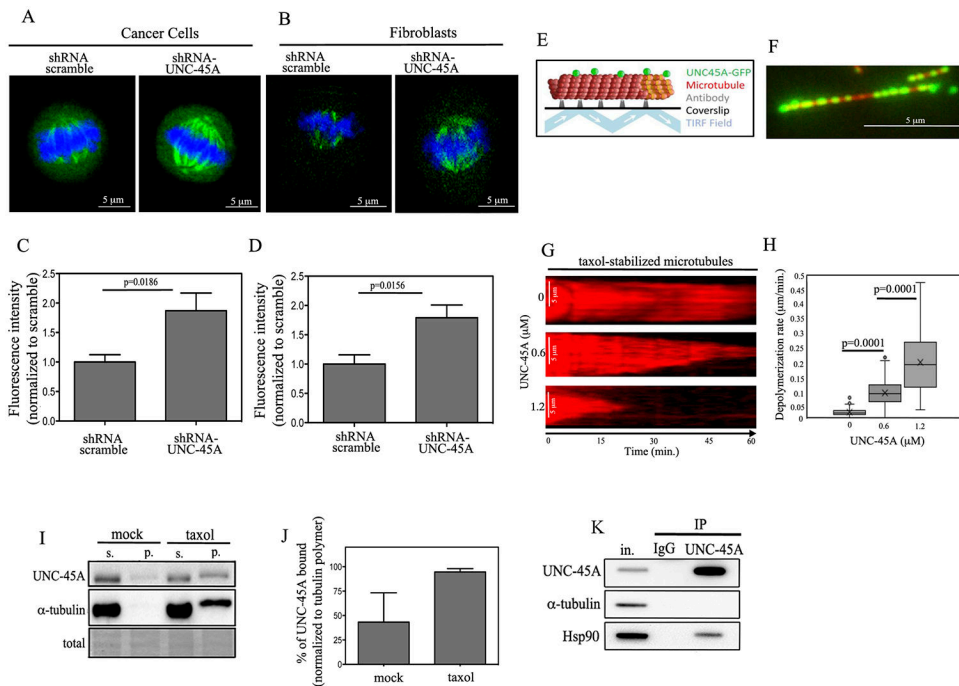 A
Cancer Cells
shRNA
scramble
shRNA-
UNC-45A
5 µm
5 µm
B
Fibroblasts
shRNA
scramble
shRNA-
UNC-45A
5 µm
5 µm
C
Fluorescence intensity
(normalized to scramble)
2.5
2.0
1.5
1.0
0.5
0.0
p=0.0186
shRNA
scramble
shRNA-
UNC-45A
D
Fluorescence intensity
(normalized to scramble)
2.5
2.0
1.5
1.0
0.5
0.0
p=0.0156
shRNA
scramble
shRNA-
UNC-45A
E
UNC45A-GFP
Microtubule
Antibody
Coverslip
TIRF Field
F
5 µm
G
taxol-stabilized microtubules
UNC-45A (µM)
0
5 µm
0.6
5 µm
1.2
5 µm
0 15 30 45 60
Time (min.)
H
Depolymerization rate (µm/min.)
0.5
0.4
0.3
0.2
0.1
0.05
0
p=0.0001
p=0.0001
0 0.6 1.2
UNC-45A (µM)
I
mock taxol
s. p. s. p.
UNC-45A
α-tubulin
total
J
% of UNC-45A bound
(normalized to tubulin polymer)
100
75
50
25
0
mock taxol
K
IP
in. IgG UNC-45A
UNC-45A
α-tubulin
Hsp90